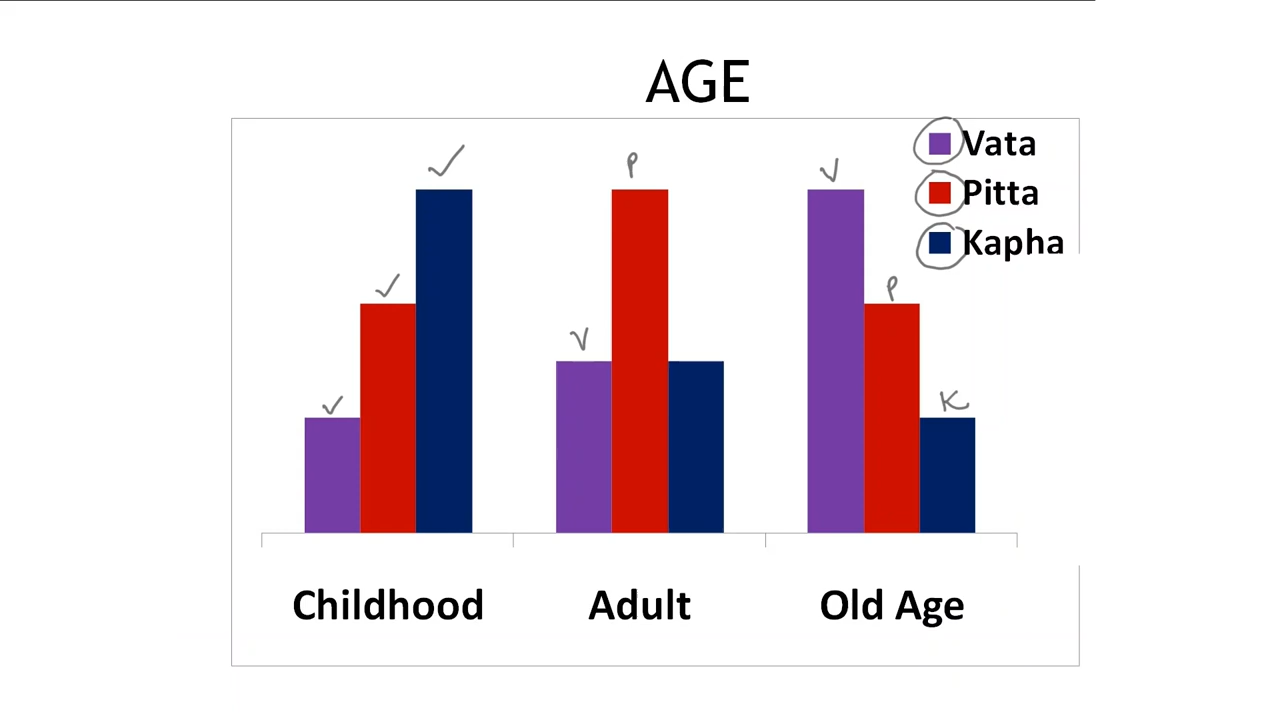 AGE
Vata
Pitta
Kapha
P
V
P
V
K
Childhood Adult Old Age